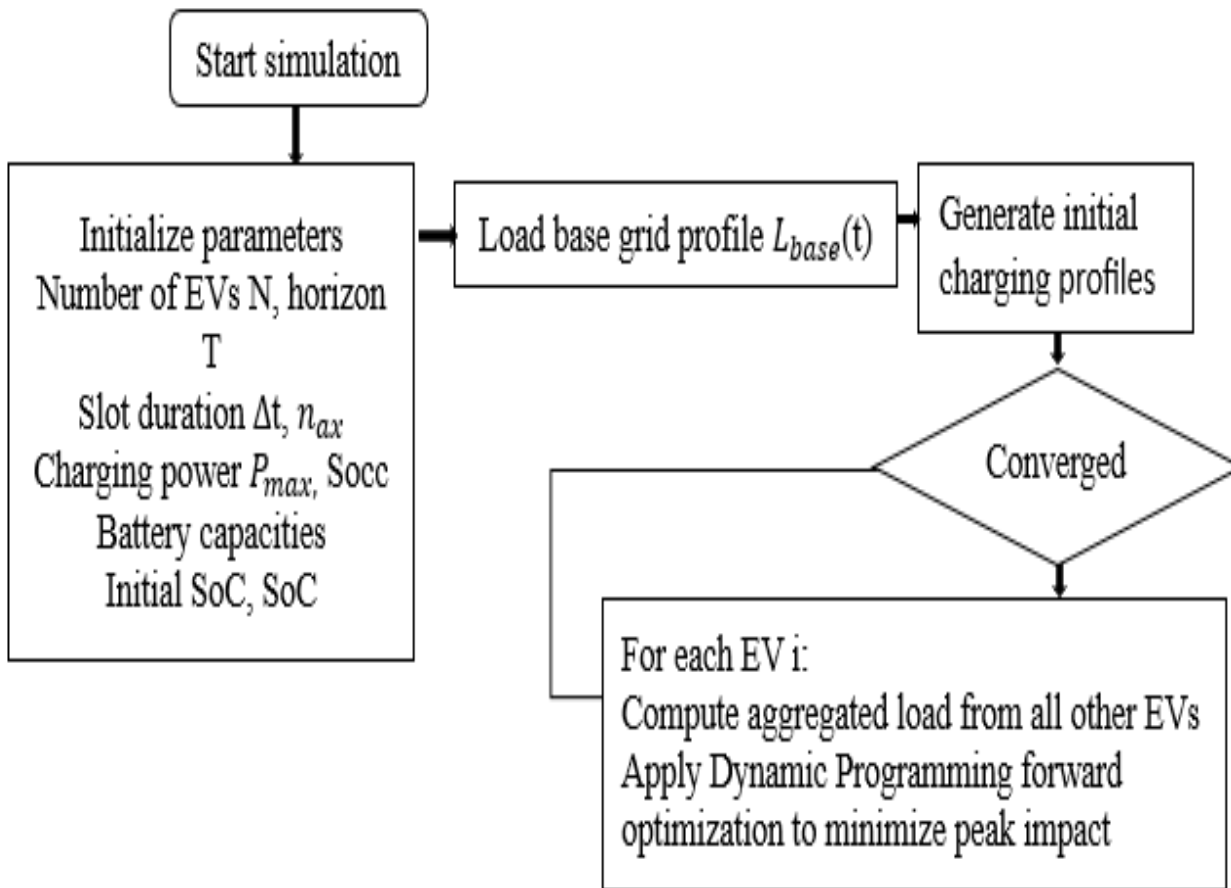 Start simulation
Initialize parameters
Number of EVs N, horizon
T
Slot duration Δt, n_ax
Charging power P_max, Socc
Battery capacities
Initial SoC, SoC
Load base grid profile L_base(t)
Generate initial
charging profiles
Converged
For each EV i:
Compute aggregated load from all other EVs
Apply Dynamic Programming forward
optimization to minimize peak impact